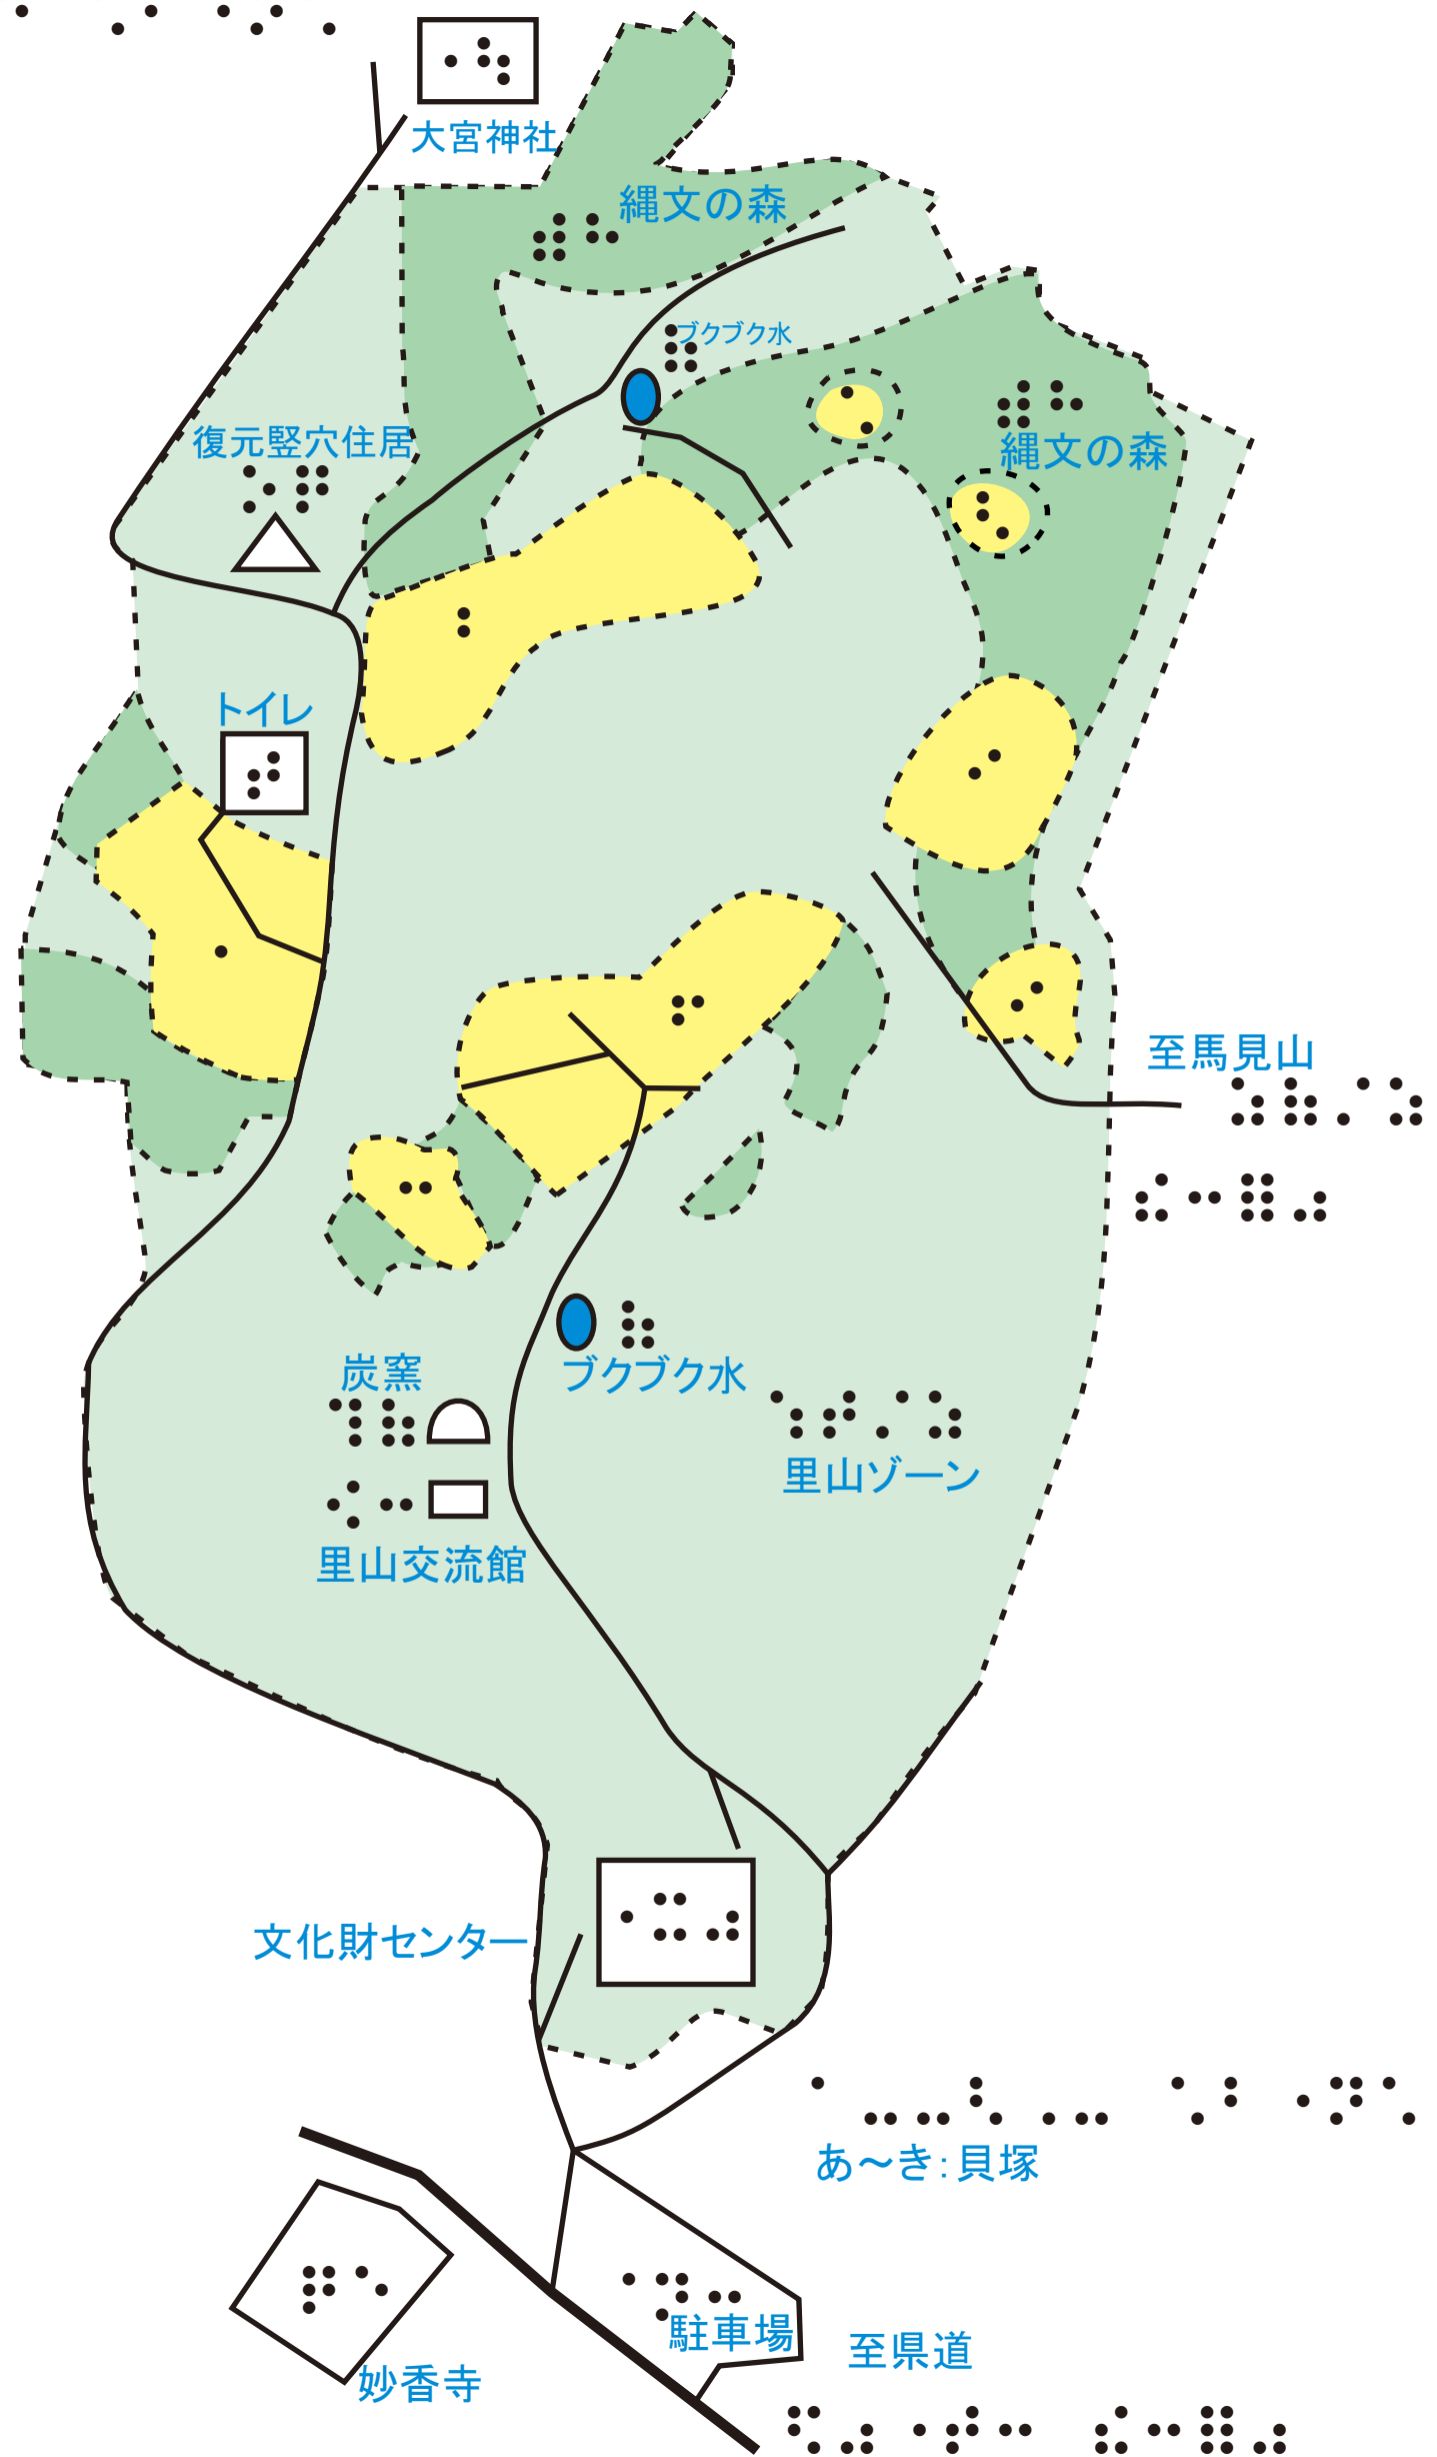 大宮神社
縄文の森
ブクブク水
復元竪穴住居
縄文の森
トイレ
至馬見山
炭窯
ブクブク水
里山ゾーン
里山交流館
文化財センター
あ～き：貝塚
駐車場
至県道
妙香寺